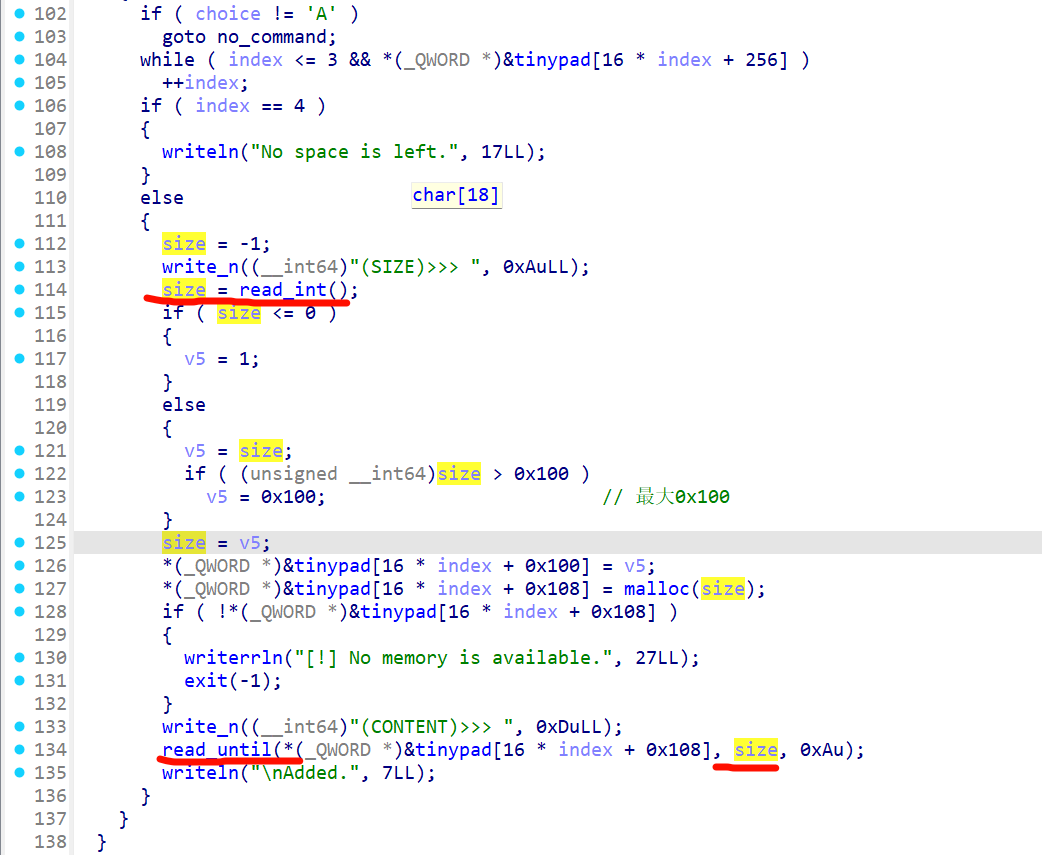 102 if ( choice != 'A' )
103 goto no_command;
104 while ( index <= 3 && *(_QWORD *)&tinypad[16 * index + 256] )
105 ++index;
106 if ( index == 4 )
107 {
108 writeln("No space is left.", 17LL);
109 }
110 else
char[18]
111 {
112 size = -1;
113 write_n((__int64)"(SIZE)>>> ", 0xAuLL);
114 size = read_int();
115 if ( size <= 0 )
116 {
117 v5 = 1;
118 }
119 else
120 {
121 v5 = size;
122 if ( (unsigned __int64)size > 0x100 )
123 v5 = 0x100; // 最大0x100
124 }
125 size = v5;
126 *(_QWORD *)&tinypad[16 * index + 0x100] = v5;
127 *(_QWORD *)&tinypad[16 * index + 0x108] = malloc(size);
128 if ( !*(_QWORD *)&tinypad[16 * index + 0x108] )
129 {
130 writerrln("[!] No memory is available.", 27LL);
131 exit(-1);
132 }
133 write_n((__int64)"(CONTENT)>>> ", 0xDuLL);
134 read_until(*(_QWORD *)&tinypad[16 * index + 0x108], size, 0xAu);
135 writeln("\nAdded.", 7LL);
136 }
137 }
138 }